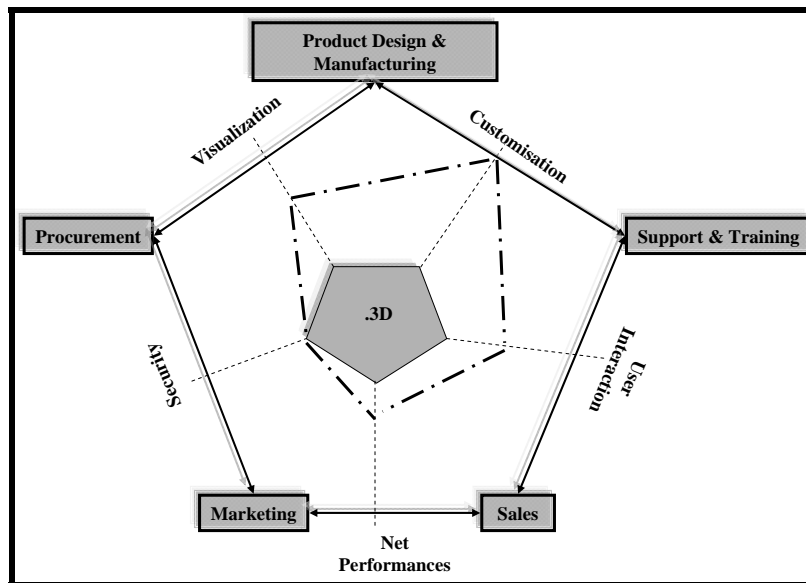 Product Design &
Manufacturing
Visualization
Customisation
Procurement
Support & Training
.3D
Security
User
Interaction
Marketing
Sales
Net
Performances